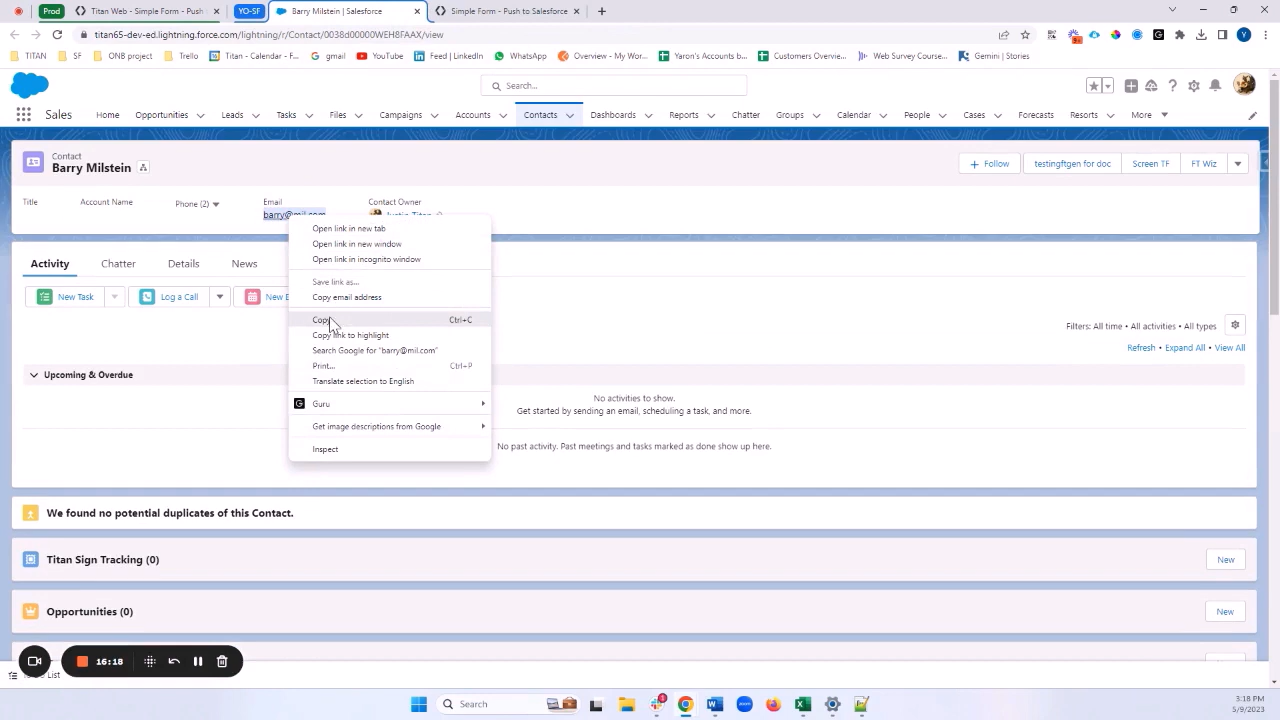 Prod
Titan Web - Simple Form - Push
YO-SF
Barry Milstein | Salesforce
Simple Form - Push to Salesforce
titan65-dev-ed.lightning.force.com/lightning/r/Contact/0038d00000WEH8FAAX/view
TITAN
SF
ONB project
Trello
Titan - Calendar - F...
gmail
YouTube
Feed | LinkedIn
WhatsApp
Overview - My Wor...
Yaron's Accounts b...
Customers Overvie...
Web Survey Course...
Gemini | Stories
Search...
Sales
Home
Opportunities
Leads
Tasks
Files
Campaigns
Accounts
Contacts
Dashboards
Reports
Chatter
Groups
Calendar
People
Cases
Forecasts
Resorts
More
Contact
Barry Milstein
Follow
testingftgen for doc
Screen TF
FT Wiz
Title
Account Name
Phone (2)
Email
Contact Owner
barry@mil.com
Justin Titan
Open link in new tab
Open link in new window
Open link in incognito window
Save link as...
Copy email address
Copy
Ctrl+C
Copy link to highlight
Search Google for "barry@mil.com"
Print...
Ctrl+P
Translate selection to English
Guru
Get image descriptions from Google
Inspect
Activity
Chatter
Details
News
New Task
Log a Call
New E
Filters: All time • All activities • All types
Refresh • Expand All • View All
Upcoming & Overdue
No activities to show.
Get started by sending an email, scheduling a task, and more.
No past activity. Past meetings and tasks marked as done show up here.
We found no potential duplicates of this Contact.
Titan Sign Tracking (0)
New
Opportunities (0)
New
16:18
List
Search
3:18 PM
5/9/2023